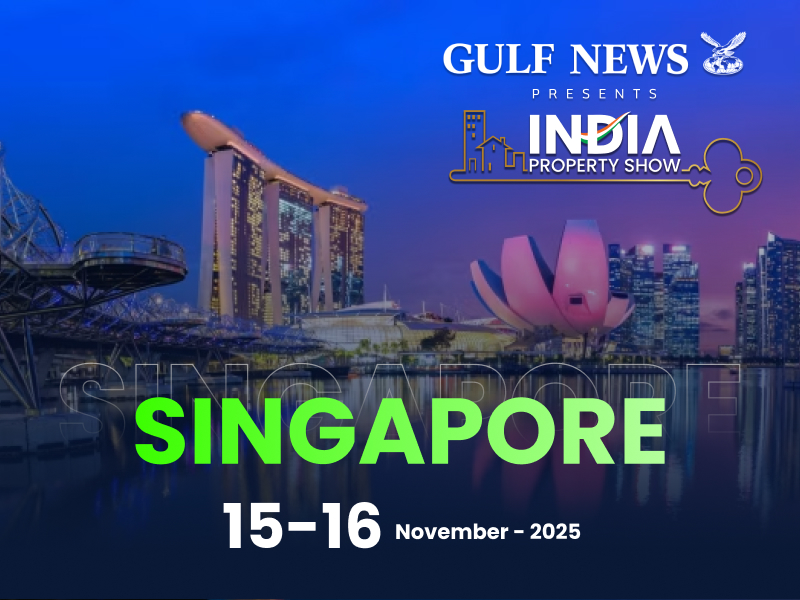 GULF NEWS
PRESENTS
INDIA
PROPERTY SHOW
SINGAPORE
SINGAPORE
15-16 November - 2025